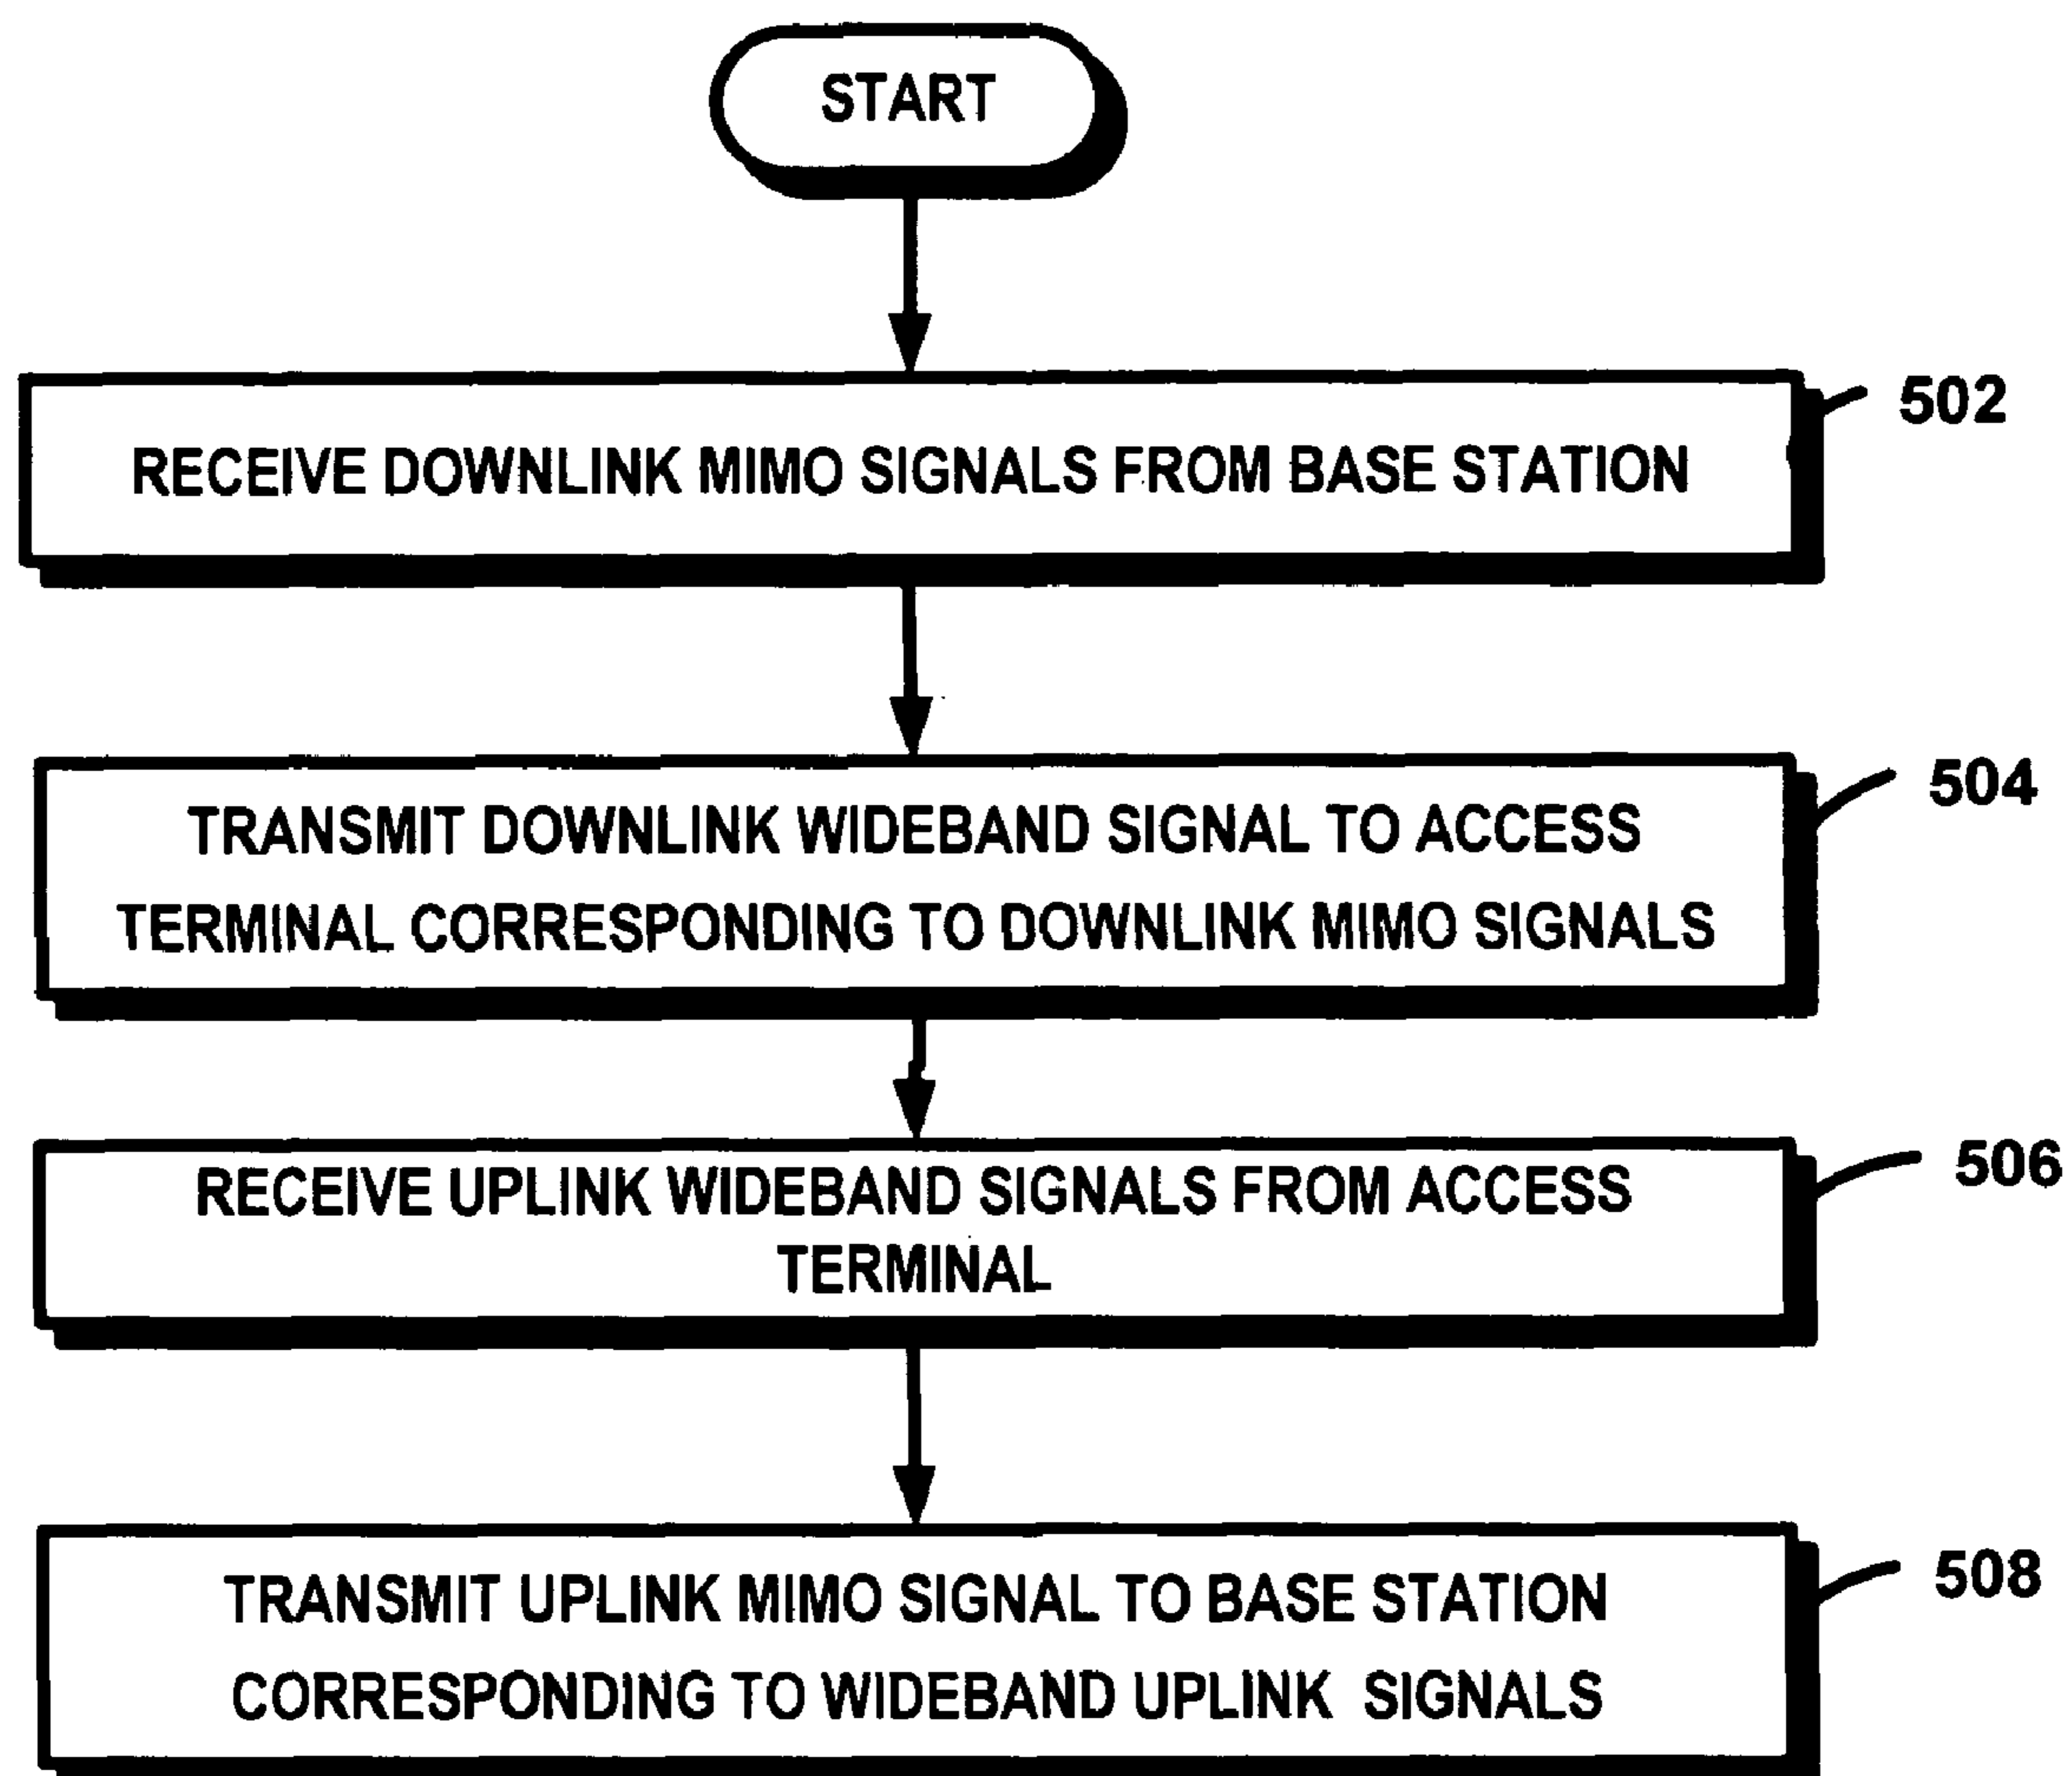 START
RECEIVE DOWNLINK MIMO SIGNALS FROM BASE STATION
502
TRANSMIT DOWNLINK WIDEBAND SIGNAL TO ACCESS
TERMINAL CORRESPONDING TO DOWNLINK MIMO SIGNALS
504
RECEIVE UPLINK WIDEBAND SIGNALS FROM ACCESS
TERMINAL
506
TRANSMIT UPLINK MIMO SIGNAL TO BASE STATION
CORRESPONDING TO WIDEBAND UPLINK SIGNALS
508